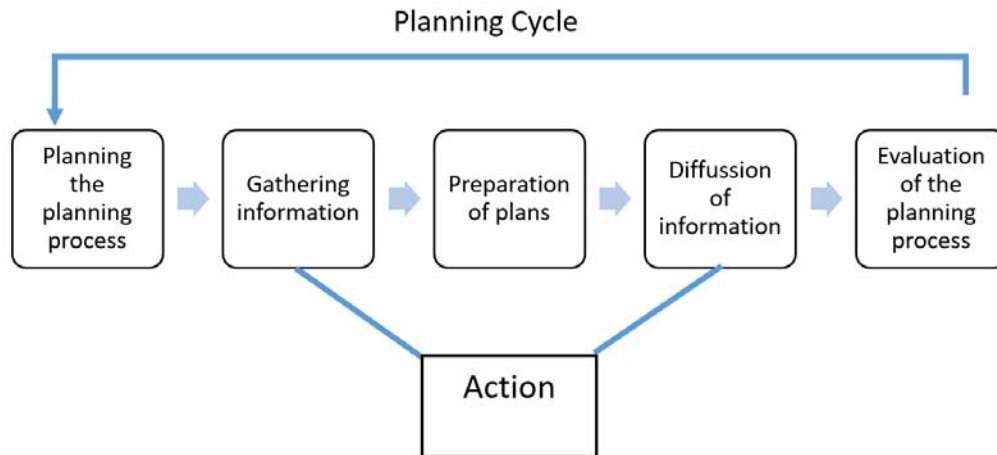 Planning Cycle
Planning
the
planning
process
Gathering
information
Preparation
of plans
Diffussion
of
information
Evaluation
of the
planning
process
Action